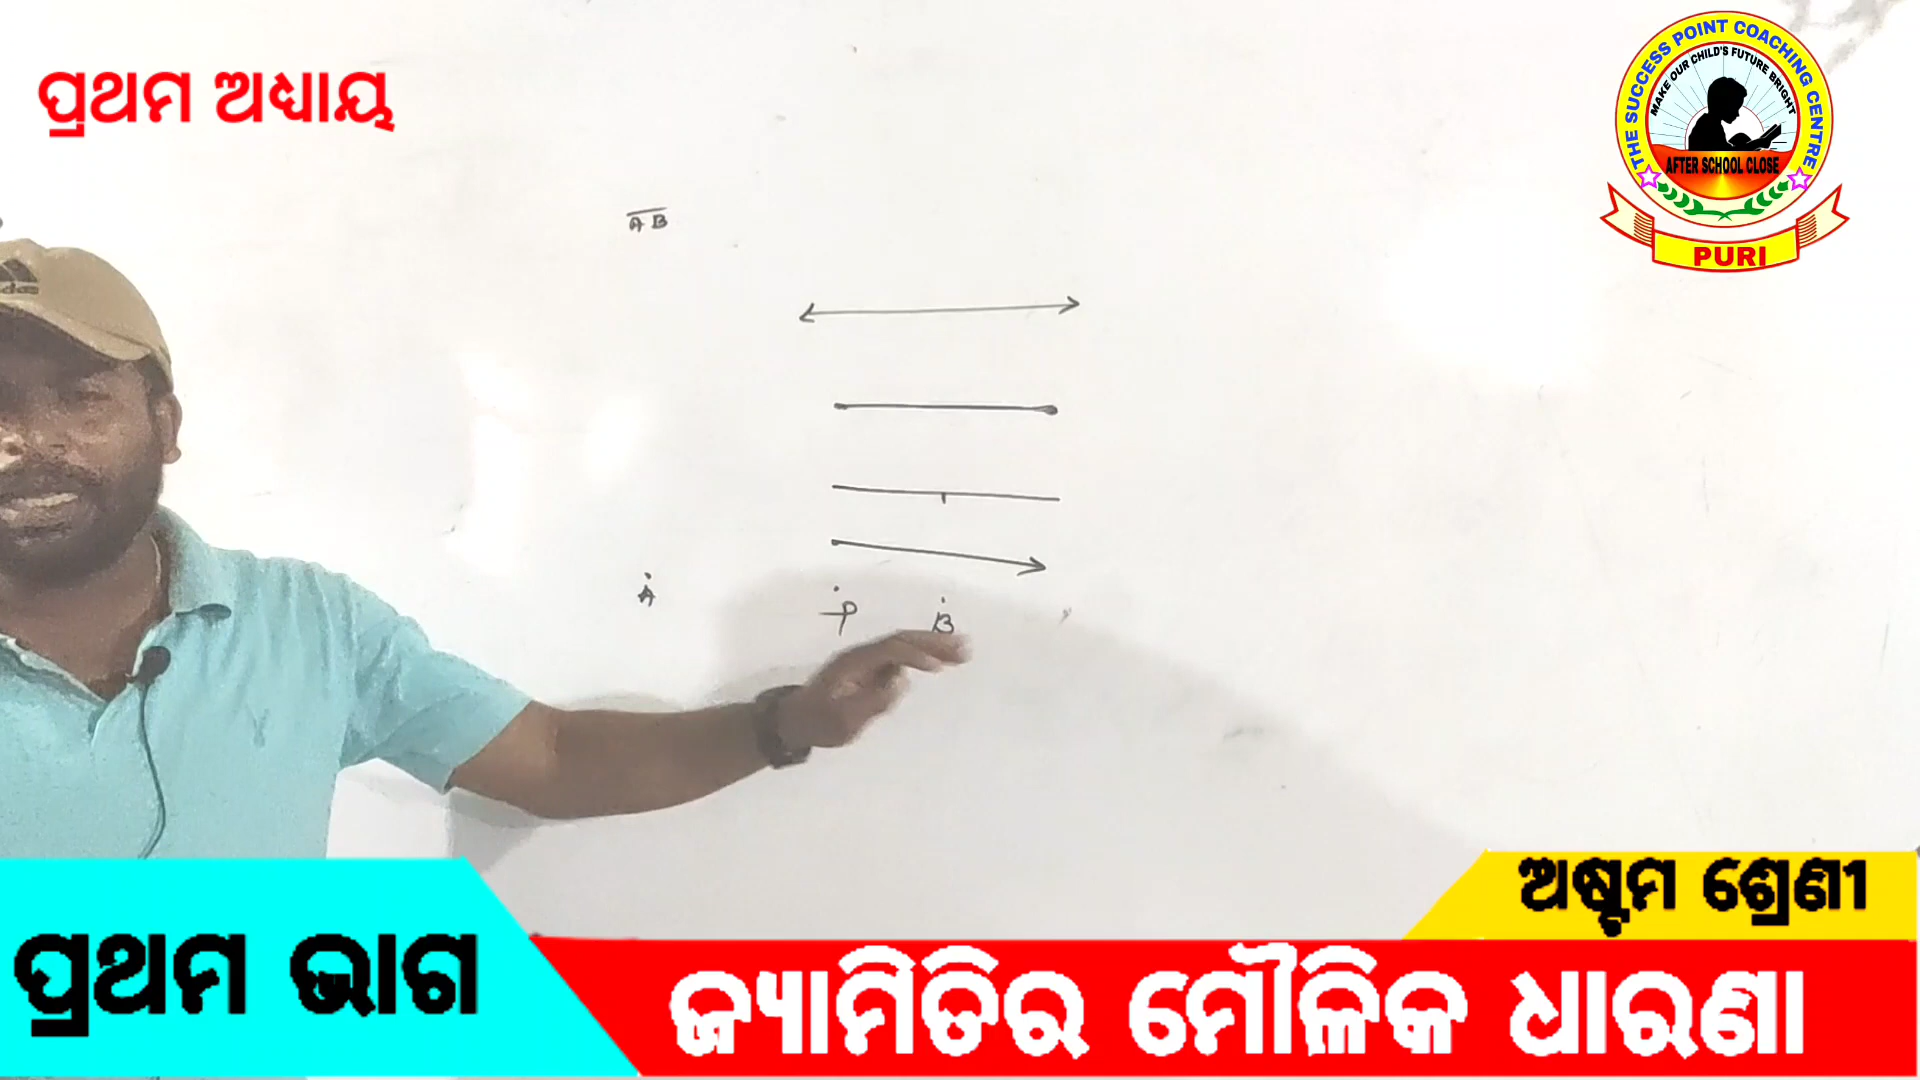 ପ୍ରଥମ ଅଧ୍ୟାୟ
THE SUCCESS POINT COACHING CENTRE
MAKE OUR CHILD'S FUTURE BRIGHT
AFTER SCHOOL CLOSE
PURI
AB
A P B
ଅଷ୍ଟମ ଶ୍ରେଣୀ
ପ୍ରଥମ ଭାଗ
ଜ୍ୟାମିତିର ମୌଳିକ ଧାରଣା